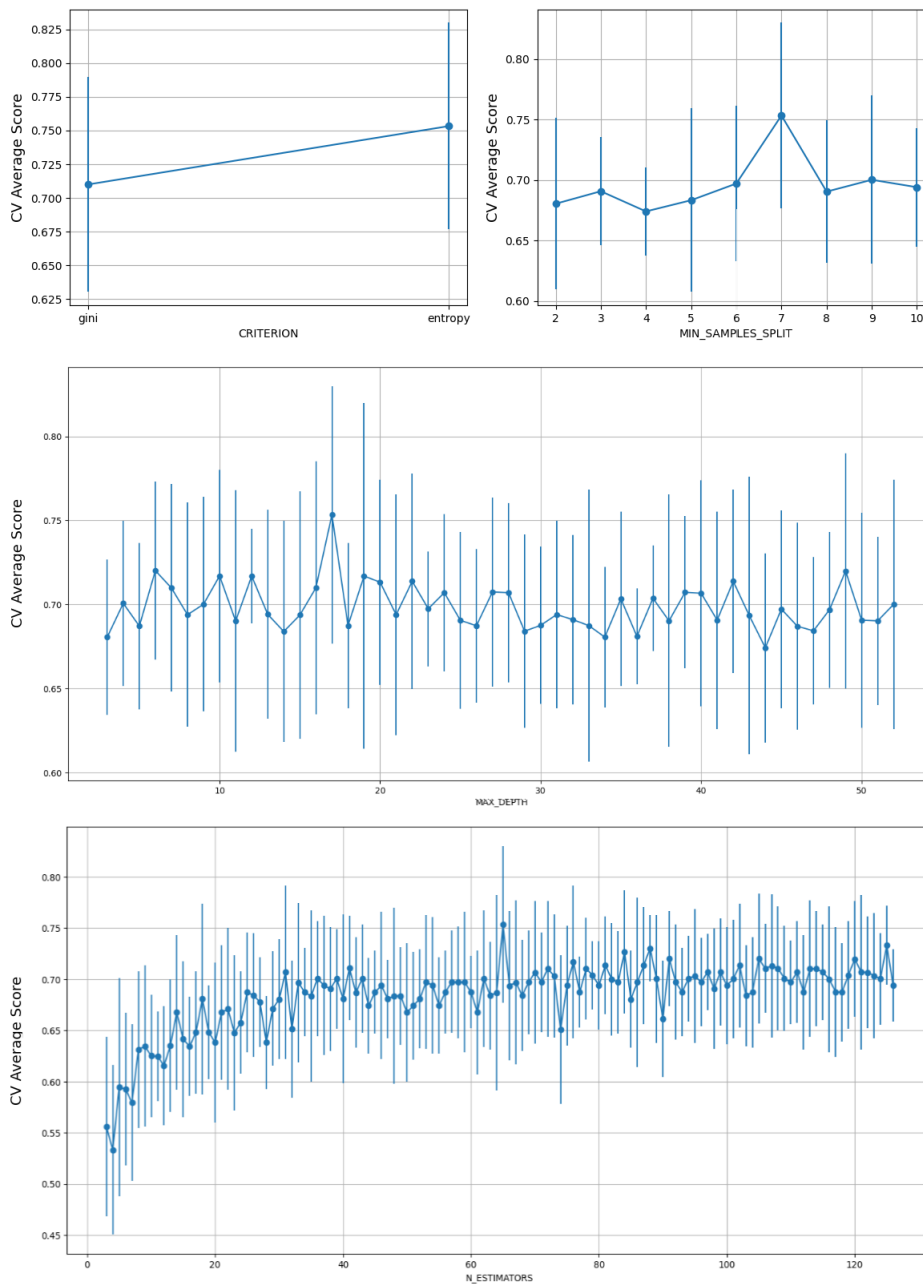 CV Average Score
0.825
0.800
0.775
0.750
0.725
0.700
0.675
0.650
0.625
gini entropy
CRITERION
CV Average Score
0.80
0.75
0.70
0.65
0.60
2 3 4 5 6 7 8 9 10
MIN_SAMPLES_SPLIT
CV Average Score
0.80
0.75
0.70
0.65
0.60
10 20 30 40 50
MAX_DEPTH
CV Average Score
0.80
0.75
0.70
0.65
0.60
0.55
0.50
0.45
0 20 40 60 80 100 120
N_ESTIMATORS